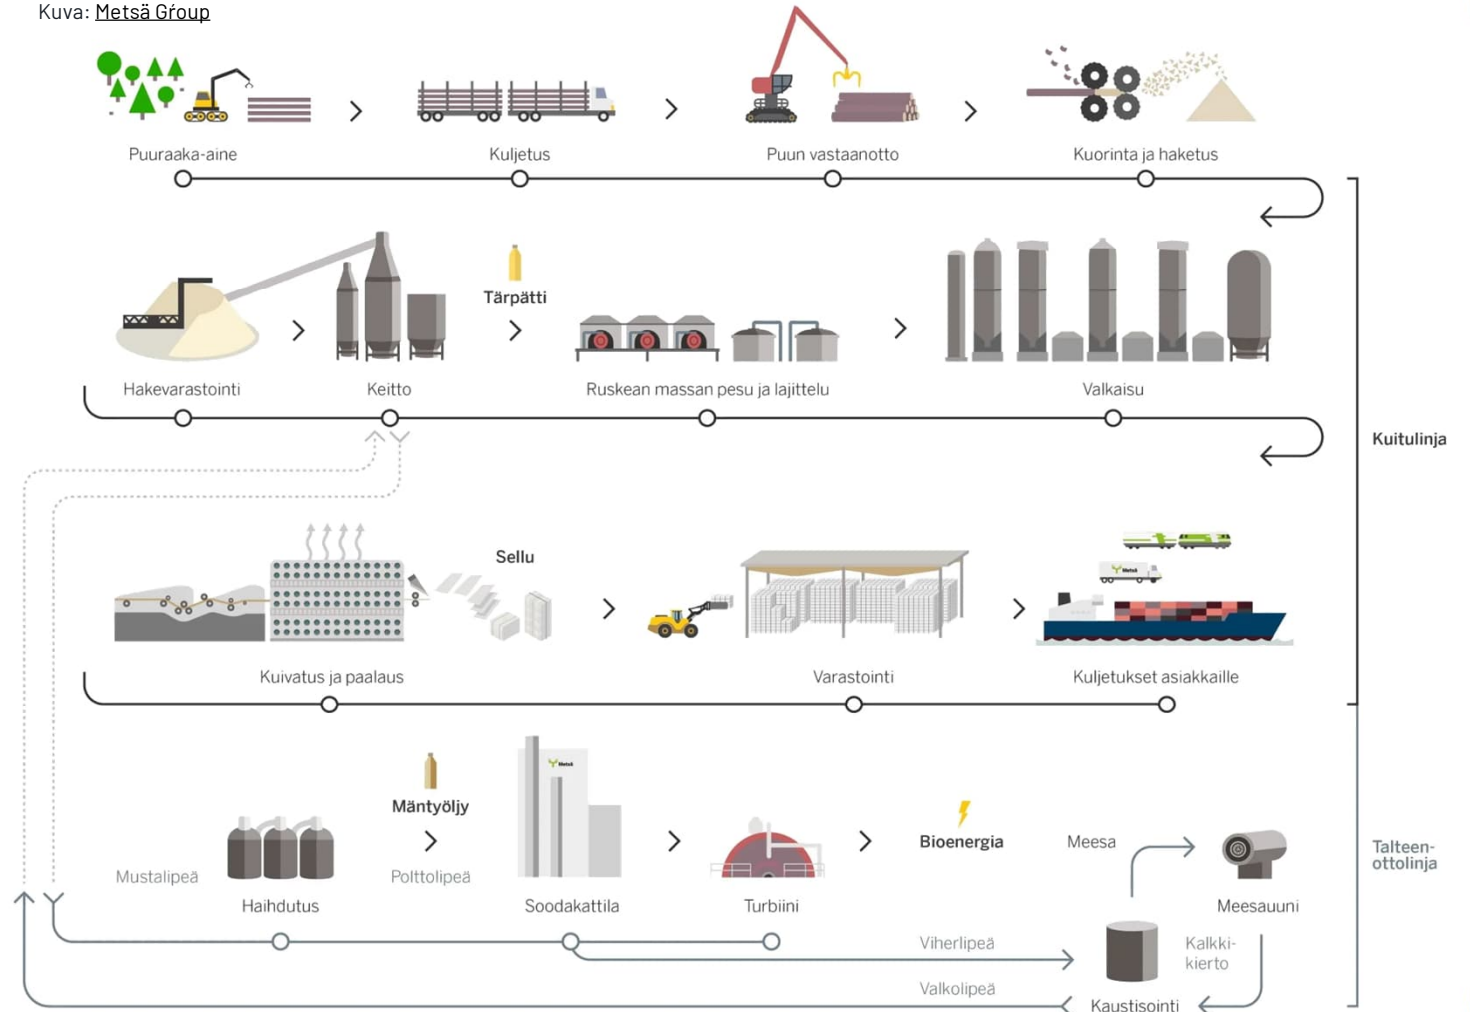 Kuva: Metsä Group
Puuraaka-aine
Kuljetus
Puun vastaanotto
Kuorinta ja haketus
Tärpätti
Hakevarastointi
Keitto
Ruskean massan pesu ja lajittelu
Valkaisu
Kuitulinja
Sellu
Metsä
Kuivatus ja paalaus
Varastointi
Kuljetukset asiakkaille
Metsä
Mäntyöljy
Bioenergia
Meesa
Talteen-
ottolinja
Mustalipeä
Polttolipeä
Haihdutus
Soodakattila
Turbiini
Meesauuni
Viherlipeä
Kalkki-
kierto
Valkolipeä
Kaustisointi